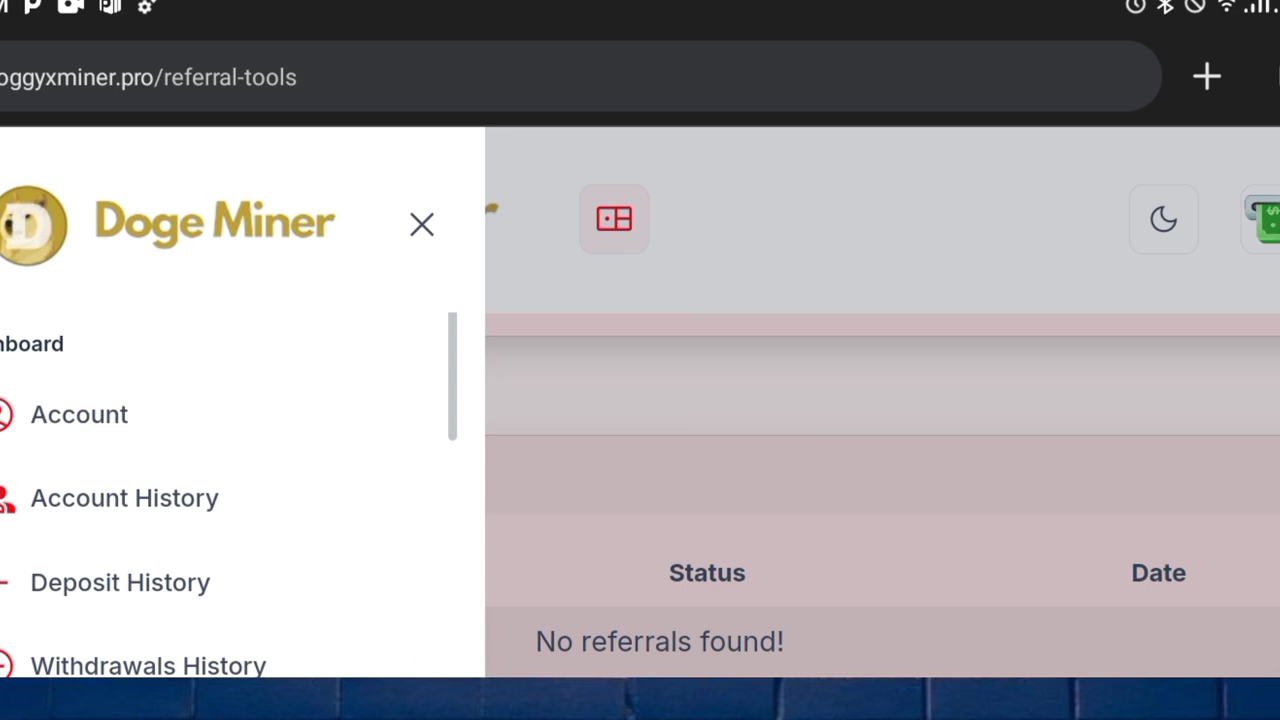 oggyxminer.pro/referral-tools
Doge Miner
nboard
Account
Account History
Deposit History
Withdrawals History
Status
Date
No referrals found!